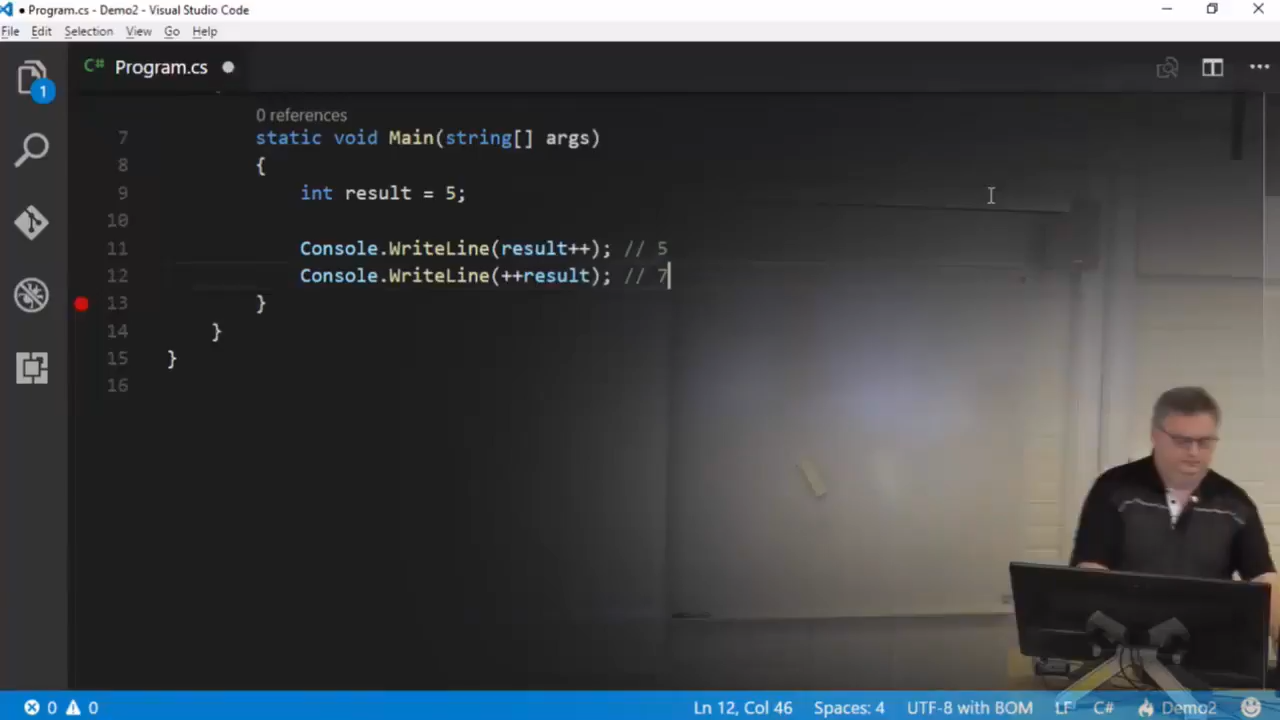 ● Program.cs - Demo2 - Visual Studio Code
File Edit Selection View Go Help
C# Program.cs ●
1
0 references
7 static void Main(string[] args)
8 {
9 int result = 5;
10
11 Console.WriteLine(result++); // 5
12 Console.WriteLine(++result); // 7
13 }
14 }
15 }
16
0 0 Ln 12, Col 46 Spaces: 4 UTF-8 with BOM LF C# Demo2